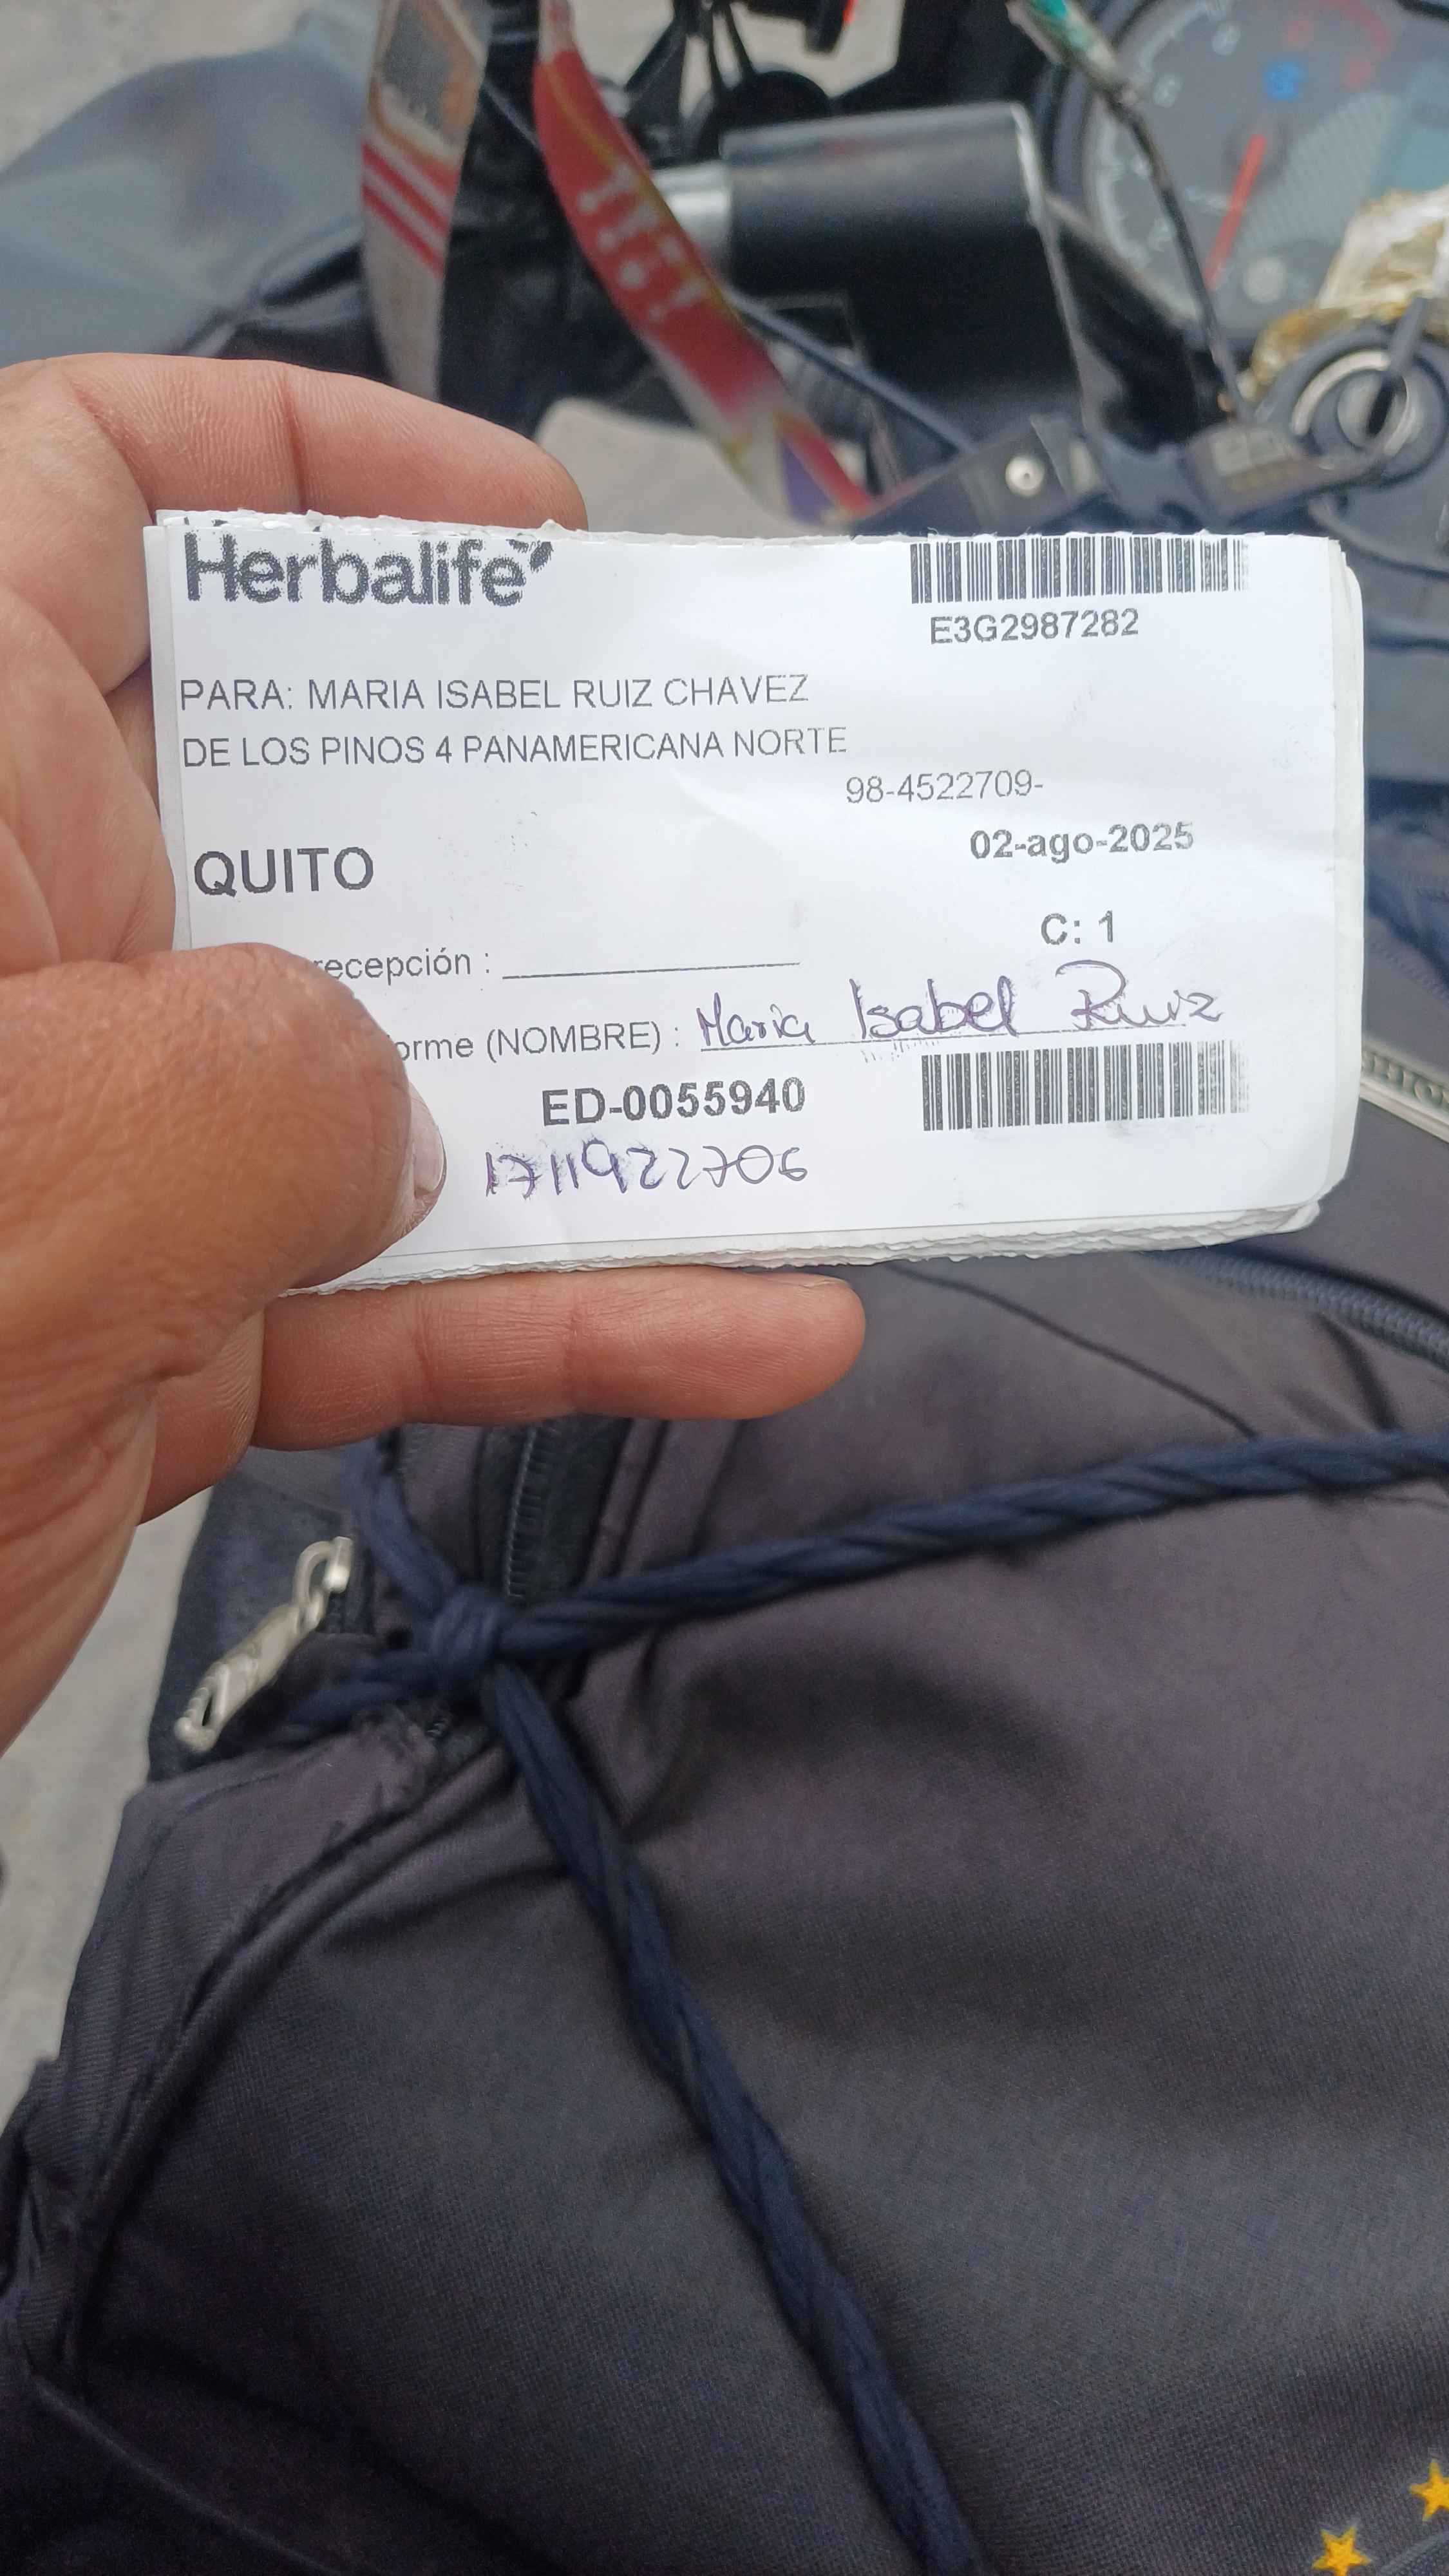 Herbalife
E3G2987282
PARA: MARIA ISABEL RUIZ CHAVEZ
DE LOS PINOS 4 PANAMERICANA NORTE
98-4522709-
02-ago-2025
QUITO
C: 1
recepción :
orme (NOMBRE) : Maria Isabel Ruiz
ED-0055940
1711922706